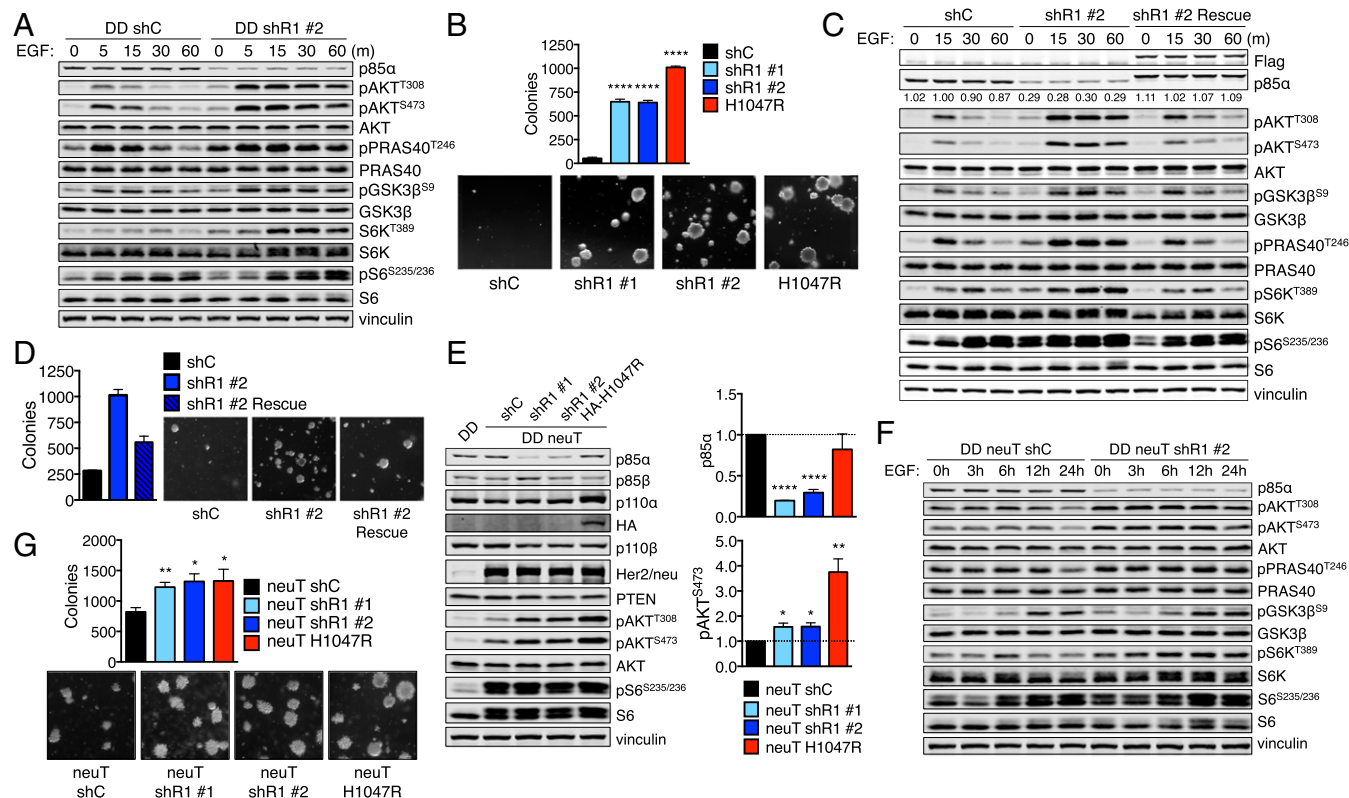 A
DD shC DD shR1 #2
EGF: 0 5 15 30 60 0 5 15 30 60 (m)
p85α
pAKTT308
pAKTS473
AKT
pPRAS40T246
PRAS40
pGSK3βS9
GSK3β
S6KT389
S6K
pS6S235/236
S6
vinculin
B
Colonies
1250
1000
750
500
250
0
**** **** ****
shC
shR1 #1
shR1 #2
H1047R
shC shR1 #1 shR1 #2 H1047R
C
shC shR1 #2 shR1 #2 Rescue
EGF: 0 15 30 60 0 15 30 60 0 15 30 60 (m)
Flag
p85α
1.02 1.00 0.90 0.87 0.29 0.28 0.30 0.29 1.11 1.02 1.07 1.09
pAKTT308
pAKTS473
AKT
pGSK3βS9
GSK3β
pPRAS40T246
PRAS40
pS6KT389
S6K
pS6S235/236
S6
vinculin
D
Colonies
1250
1000
750
500
250
0
shC
shR1 #2
shR1 #2 Rescue
shC shR1 #2 shR1 #2
Rescue
E
DD shC shR1 #1 shR1 #2 HA-H1047R
DD neuT
p85α
p85β
p110α
HA
p110β
Her2/neu
PTEN
pAKTT308
pAKTS473
AKT
pS6S235/236
S6
vinculin
p85α
1.5
1.0
0.5
0.0
**** ****
pAKTS473
5.0
4.0
3.0
2.0
1.0
0.0
* * **
neuT shC
neuT shR1 #1
neuT shR1 #2
neuT H1047R
F
DD neuT shC DD neuT shR1 #2
EGF: 0h 3h 6h 12h 24h 0h 3h 6h 12h 24h
p85α
pAKTT308
pAKTS473
AKT
pPRAS40T246
PRAS40
pGSK3βS9
GSK3β
pS6KT389
S6K
S6S235/236
S6
vinculin
G
Colonies
2000
1500
1000
500
0
** * *
neuT shC
neuT shR1 #1
neuT shR1 #2
neuT H1047R
neuT neuT neuT neuT
shC shR1 #1 shR1 #2 H1047R